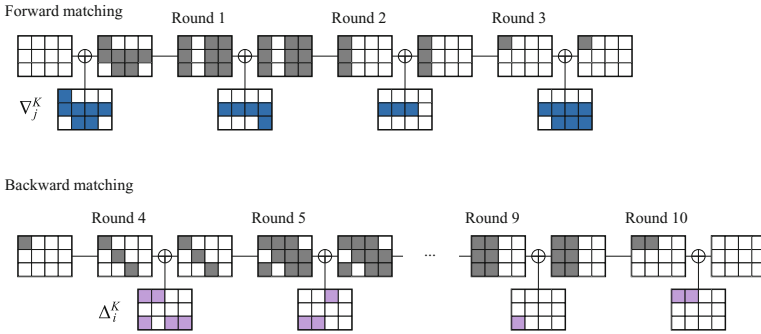 Forward matching
Round 1 Round 2 Round 3
∇_j^K
Backward matching
Round 4 Round 5 Round 9 Round 10
...
Δ_i^K